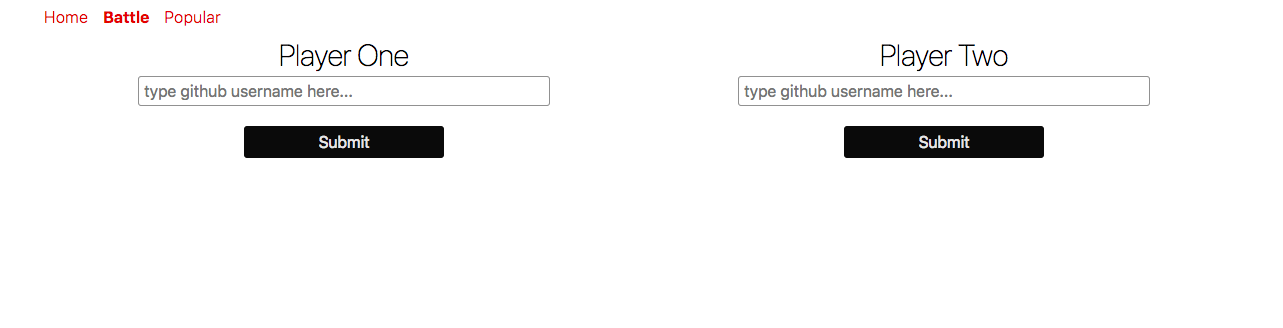 Home Battle Popular
Player One Player Two
type github username here... type github username here...
Submit Submit